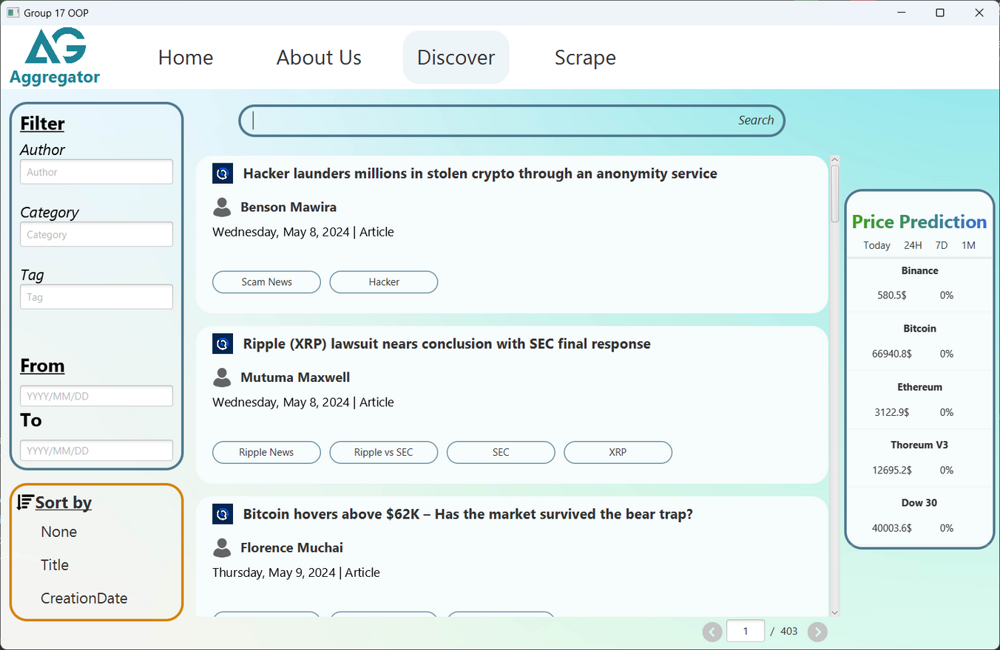 Group 17 OOP
AG
Aggregator
Home
About Us
Discover
Scrape
Filter
Author
Author
Category
Category
Tag
Tag
From
YYYY/MM/DD
To
YYYY/MM/DD
Sort by
None
Title
CreationDate
Search
Hacker launders millions in stolen crypto through an anonymity service
Benson Mawira
Wednesday, May 8, 2024 | Article
Scam News Hacker
Ripple (XRP) lawsuit nears conclusion with SEC final response
Mutuma Maxwell
Wednesday, May 8, 2024 | Article
Ripple News Ripple vs SEC SEC XRP
Bitcoin hovers above $62K – Has the market survived the bear trap?
Florence Muchai
Thursday, May 9, 2024 | Article
1 / 403
Price Prediction
Today 24H 7D 1M
Binance
580.5$ 0%
Bitcoin
66940.8$ 0%
Ethereum
3122.9$ 0%
Thoreum V3
12695.2$ 0%
Dow 30
40003.6$ 0%